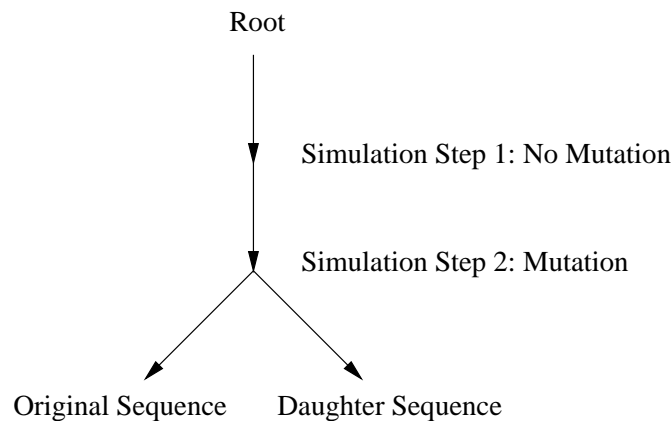 Root
Simulation Step 1: No Mutation
Simulation Step 2: Mutation
Original Sequence
Daughter Sequence